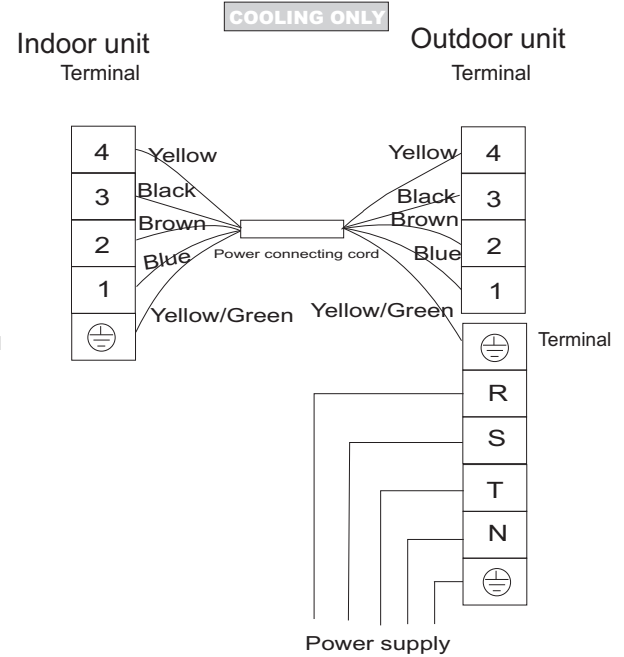 COOLING ONLY
Indoor unit
Terminal
Outdoor unit
Terminal
4 Yellow
3 Black
2 Brown
1 Blue
Yellow/Green
Power connecting cord
Yellow 4
Black 3
Brown 2
Blue 1
Yellow/Green
Terminal
R
S
T
N
Power supply